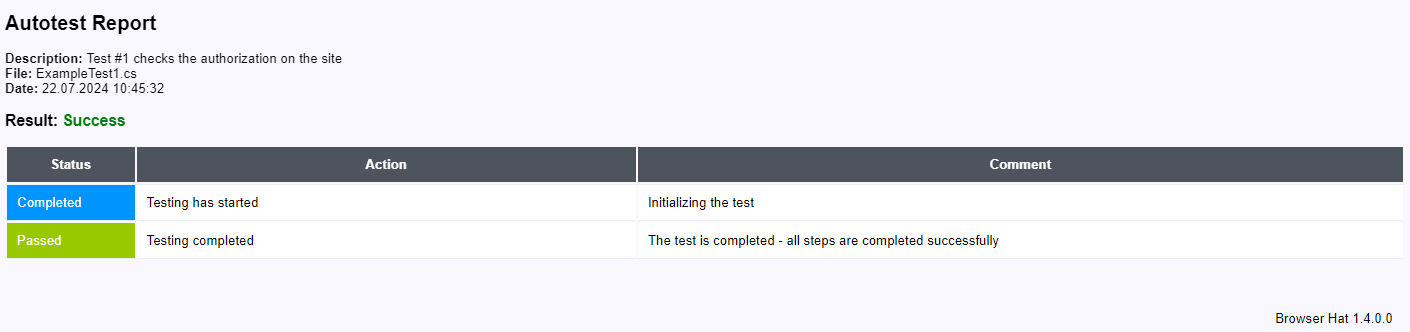 Autotest Report
Description: Test #1 checks the authorization on the site
File: ExampleTest1.cs
Date: 22.07.2024 10:45:32
Result: Success
Status Action Comment
Completed Testing has started Initializing the test
Passed Testing completed The test is completed - all steps are completed successfully
Browser Hat 1.4.0.0